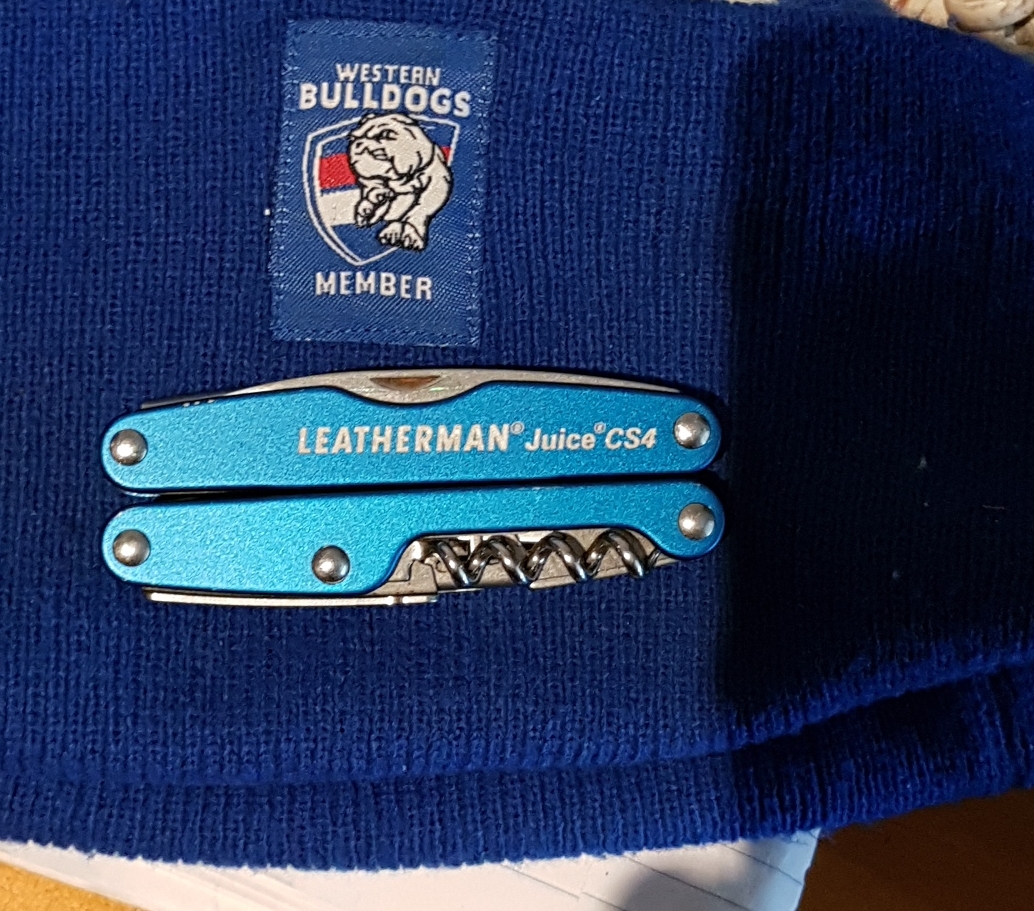 WESTERN
BULLDOGS
MEMBER
LEATHERMAN® Juice® CS4